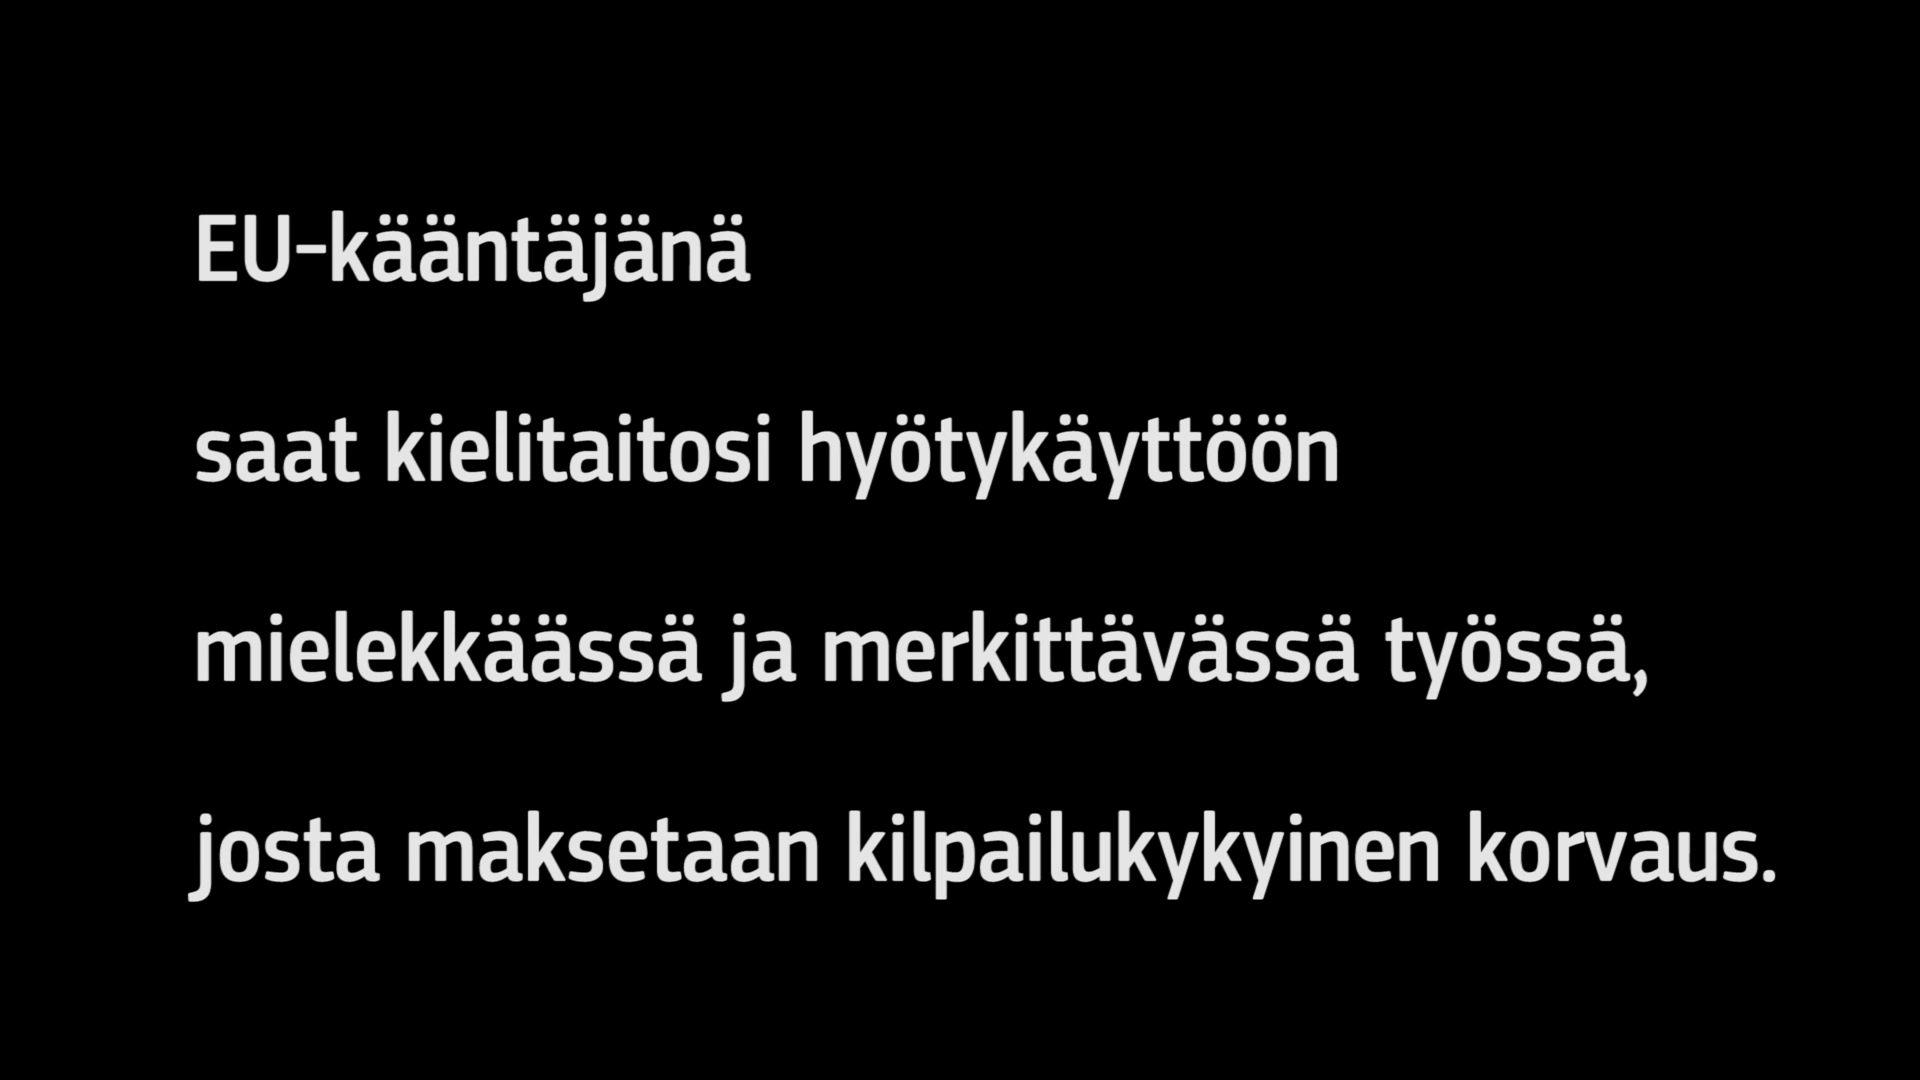 EU-kääntäjänä
saat kielitaitosi hyötykäyttöön
mielekkäässä ja merkittävässä työssä,
josta maksetaan kilpailukykyinen korvaus.